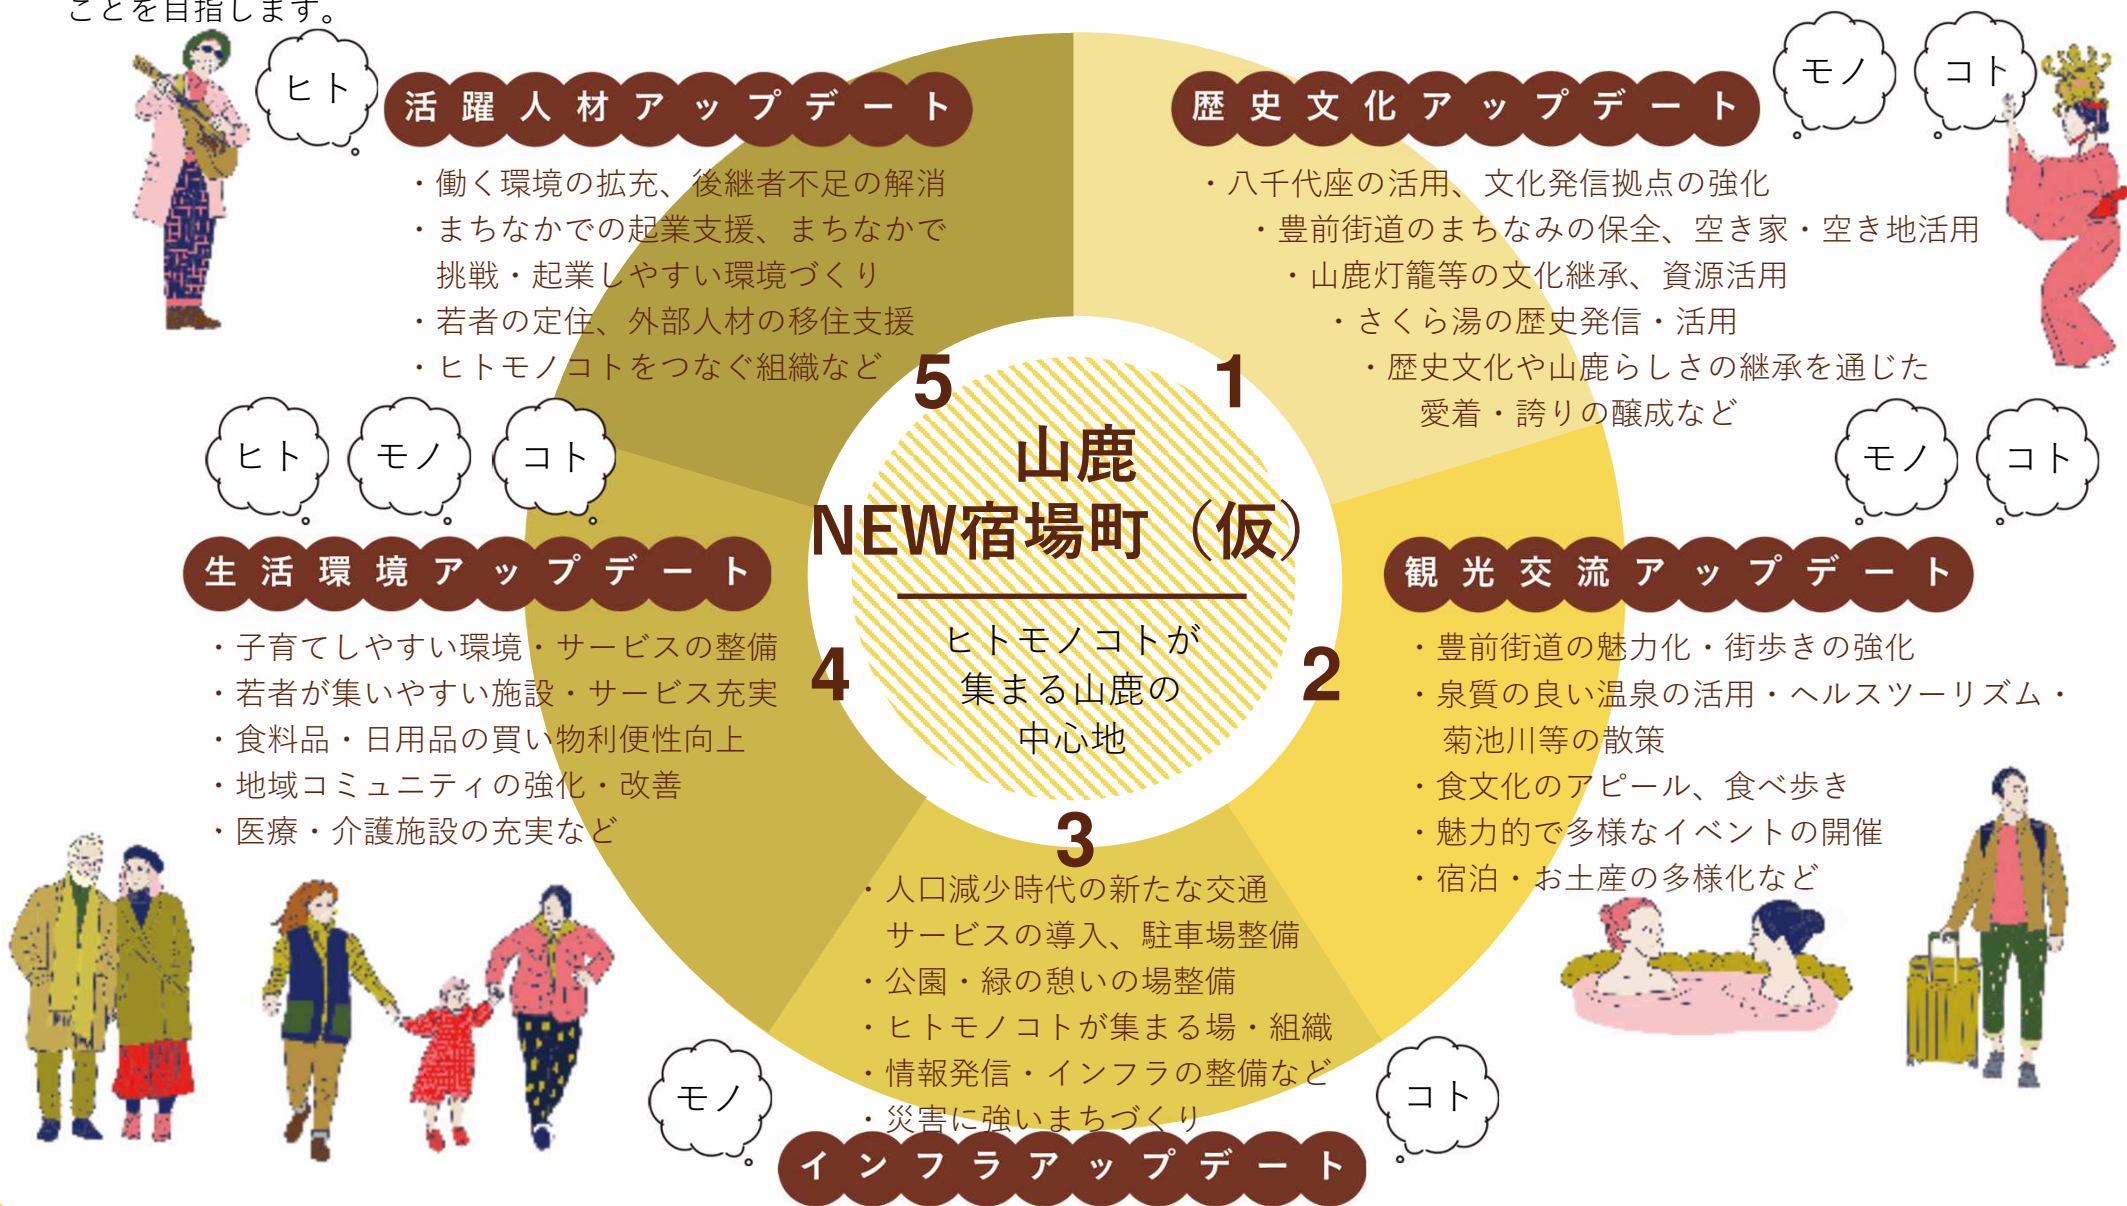 ことを目指します。
山鹿
NEW宿場町（仮）
ヒトモノコトが
集まる山鹿の
中心地
1
歴史文化アップデート
モノ
コト
・八千代座の活用、文化発信拠点の強化
・豊前街道のまちなみの保全、空き家・空き地活用
・山鹿灯籠等の文化継承、資源活用
・さくら湯の歴史発信・活用
・歴史文化や山鹿らしさの継承を通じた
愛着・誇りの醸成など
2
モノ
コト
観光交流アップデート
・豊前街道の魅力化・街歩きの強化
・泉質の良い温泉の活用・ヘルスツーリズム・
菊池川等の散策
・食文化のアピール、食べ歩き
・魅力的で多様なイベントの開催
・宿泊・お土産の多様化など
3
・人口減少時代の新たな交通
サービスの導入、駐車場整備
・公園・緑の憩いの場整備
・ヒトモノコトが集まる場・組織
・情報発信・インフラの整備など
・災害に強いまちづくり
モノ
コト
インフラアップデート
4
ヒト
モノ
コト
生活環境アップデート
・子育てしやすい環境・サービスの整備
・若者が集いやすい施設・サービス充実
・食料品・日用品の買い物利便性向上
・地域コミュニティの強化・改善
・医療・介護施設の充実など
5
ヒト
活躍人材アップデート
・働く環境の拡充、後継者不足の解消
・まちなかでの起業支援、まちなかで
挑戦・起業しやすい環境づくり
・若者の定住、外部人材の移住支援
・ヒトモノコトをつなぐ組織など